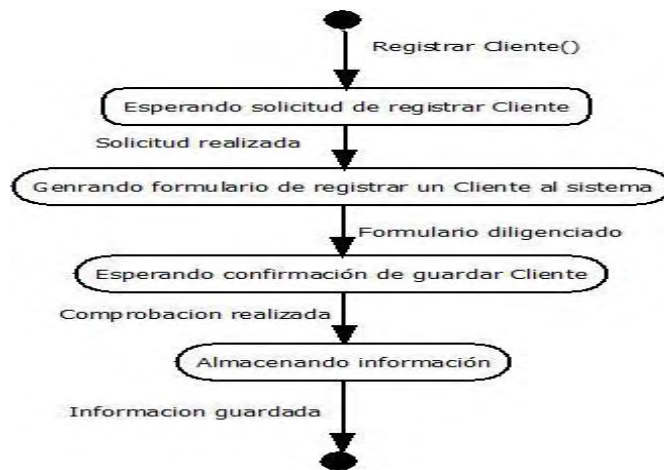 Registrar Cliente()
Esperando solicitud de registrar Cliente
Solicitud realizada
Genrando formulario de registrar un Cliente al sistema
Formulario diligenciado
Esperando confirmación de guardar Cliente
Comprobacion realizada
Almacenando información
Informacion guardada